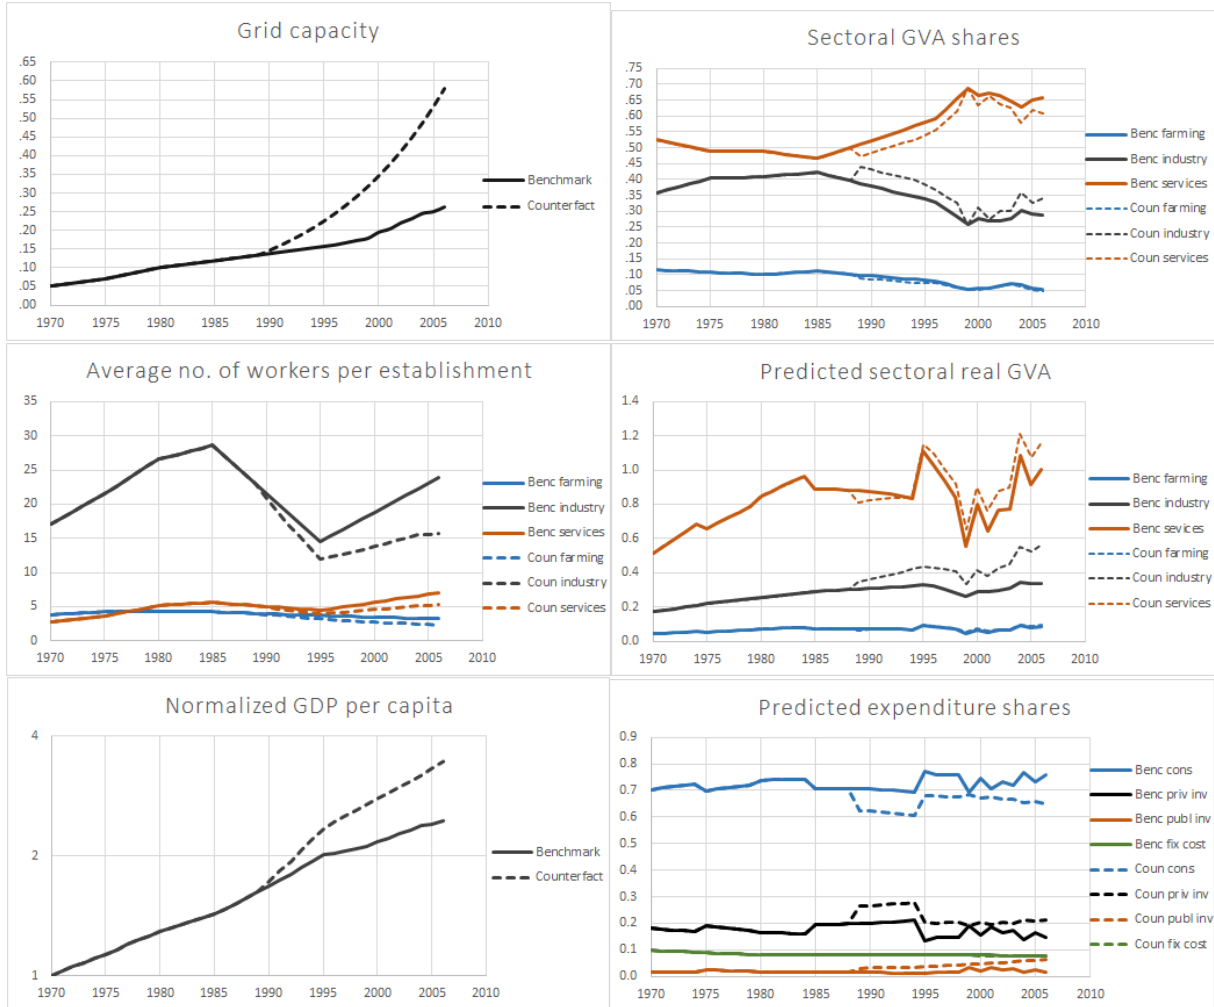 Grid capacity
.65
.60
.55
.50
.45
.40
.35
.30
.25
.20
.15
.10
.05
.00
1970 1975 1980 1985 1990 1995 2000 2005 2010
Benchmark
Counterfact
Sectoral GVA shares
.75
.70
.65
.60
.55
.50
.45
.40
.35
.30
.25
.20
.15
.10
.05
.00
1970 1975 1980 1985 1990 1995 2000 2005 2010
Benc farming
Benc industry
Benc services
Coun farming
Coun industry
Coun services
Average no. of workers per establishment
35
30
25
20
15
10
5
0
1970 1975 1980 1985 1990 1995 2000 2005 2010
Benc farming
Benc industry
Benc services
Coun farming
Coun industry
Coun services
Predicted sectoral real GVA
1.4
1.2
1.0
0.8
0.6
0.4
0.2
0.0
1970 1975 1980 1985 1990 1995 2000 2005 2010
Benc farming
Benc industry
Benc sevices
Coun farming
Coun industry
Coun services
Normalized GDP per capita
4
2
1
1970 1975 1980 1985 1990 1995 2000 2005 2010
Benchmark
Counterfact
Predicted expenditure shares
0.9
0.8
0.7
0.6
0.5
0.4
0.3
0.2
0.1
0.0
1970 1975 1980 1985 1990 1995 2000 2005 2010
Benc cons
Benc priv inv
Benc publ inv
Benc fix cost
Coun cons
Coun priv inv
Coun publ inv
Coun fix cost